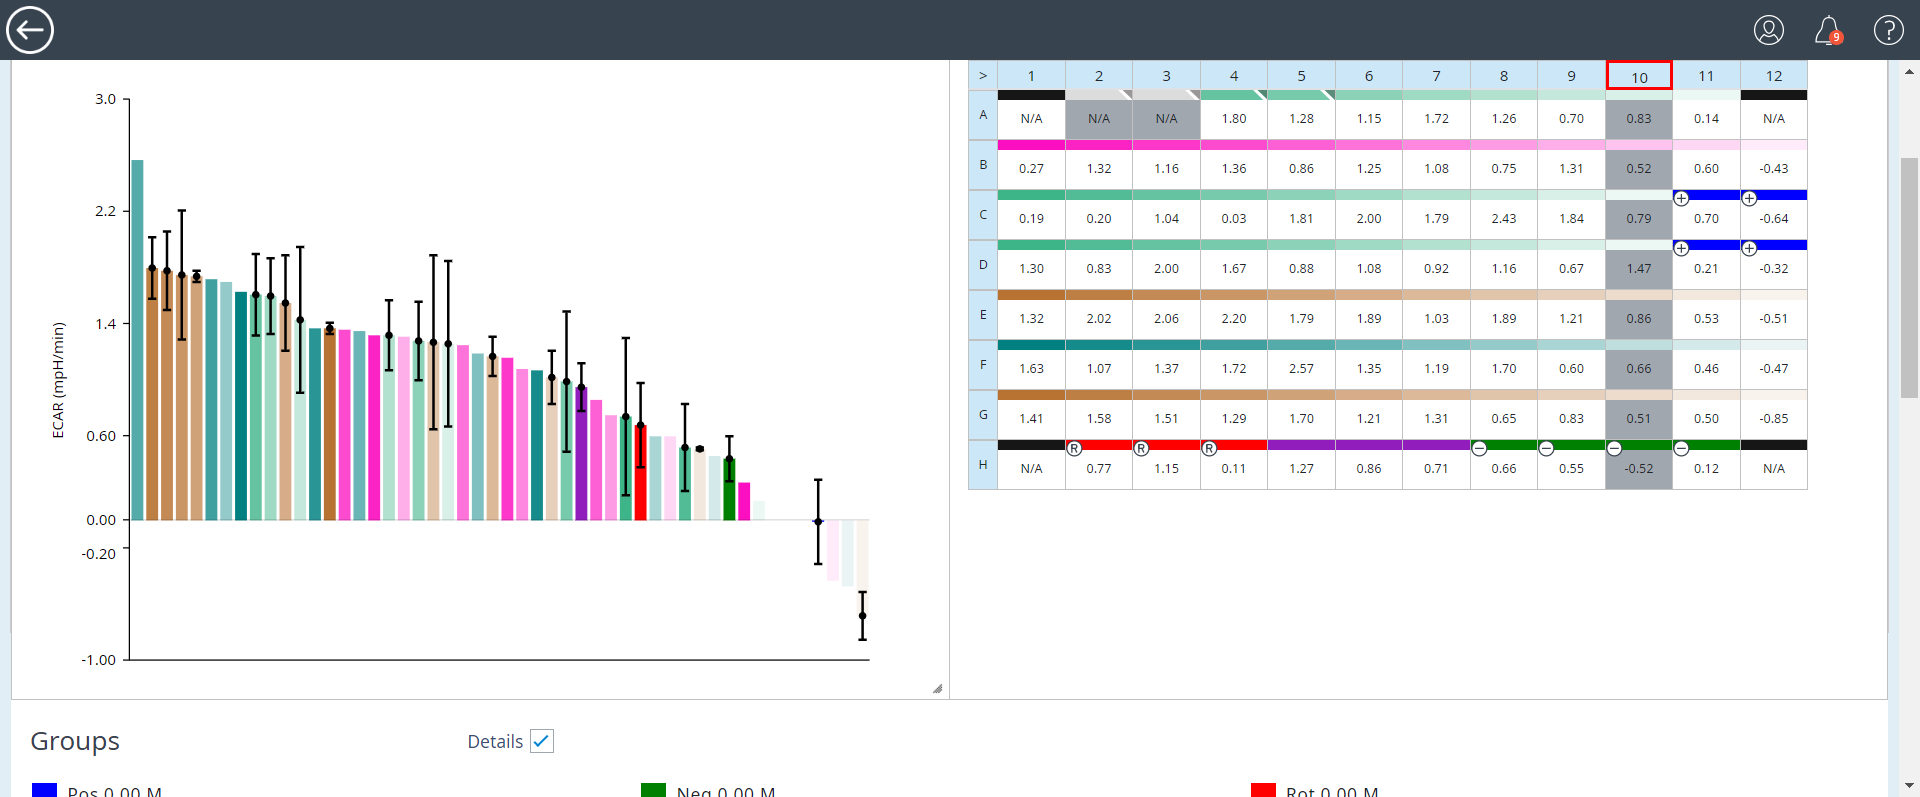 9 ?
3.0
2.2
1.4
0.60
0.00
-0.20
-1.00
ECAR (mpH/min)
> 1 2 3 4 5 6 7 8 9 10 11 12
A N/A N/A N/A 1.80 1.28 1.15 1.72 1.26 0.70 0.83 0.14 N/A
B 0.27 1.32 1.16 1.36 0.86 1.25 1.08 0.75 1.31 0.52 0.60 -0.43
+ +
C 0.19 0.20 1.04 0.03 1.81 2.00 1.79 2.43 1.84 0.79 0.70 -0.64
+ +
D 1.30 0.83 2.00 1.67 0.88 1.08 0.92 1.16 0.67 1.47 0.21 -0.32
E 1.32 2.02 2.06 2.20 1.79 1.89 1.03 1.89 1.21 0.86 0.53 -0.51
F 1.63 1.07 1.37 1.72 2.57 1.35 1.19 1.70 0.60 0.66 0.46 -0.47
G 1.41 1.58 1.51 1.29 1.70 1.21 1.31 0.65 0.83 0.51 0.50 -0.85
R R R − − − −
H N/A 0.77 1.15 0.11 1.27 0.86 0.71 0.66 0.55 -0.52 0.12 N/A
Groups Details
Pos 0.00 M Neg 0.00 M Rot 0.00 M